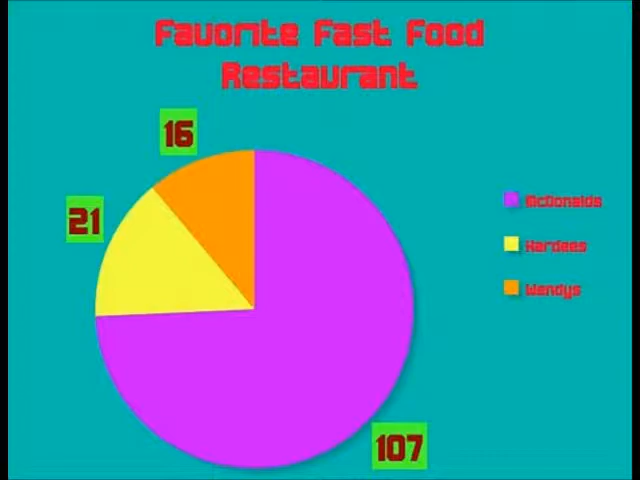 Favorite Fast Food
Restaurant
16
21
107
McDonalds
Hardees
Wendys